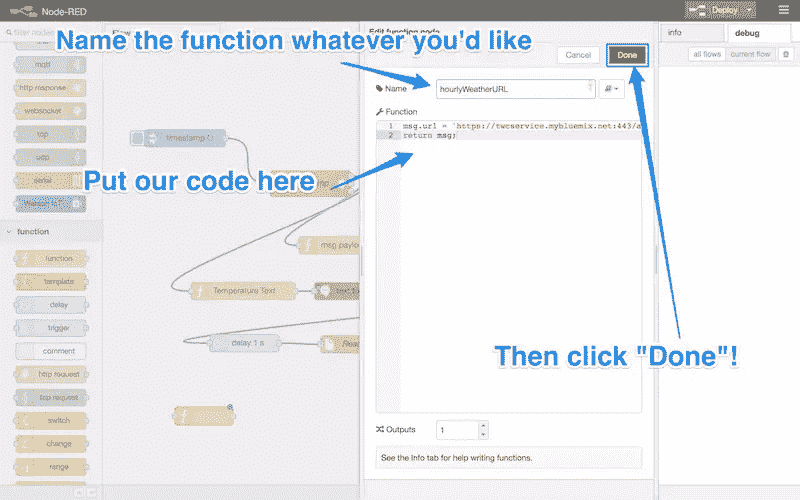 Node-RED
Deploy
filter nodes
Edit function node
info
debug
Name the function whatever you'd like
Cancel
Done
all flows
current flow
mqtt
http response
websocket
tcp
udp
serial
Name
hourlyWeatherURL
Function
1 msg.url = 'https://twcservice.mybluemix.net:443/a
2 return msg;
timestamp
Put our code here
function
function
template
delay
trigger
comment
http request
tcp request
switch
change
range
msg.payload
Temperature Text
delay 1 s
Then click "Done"!
Outputs
1
See the Info tab for help writing functions.